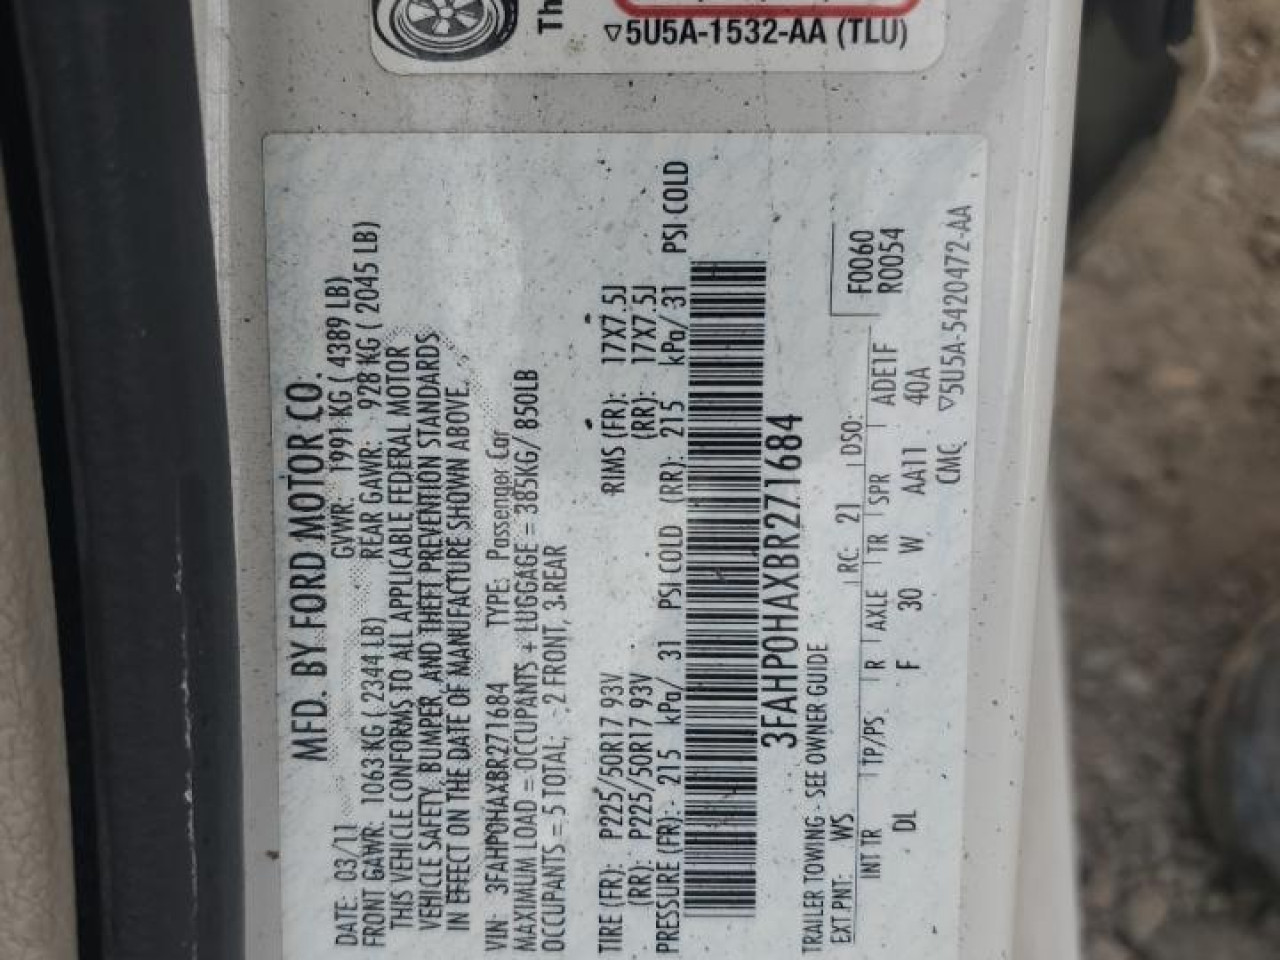 Th
▽5U5A-1532-AA (TLU)
MFD. BY FORD MOTOR CO.
DATE: 03/11 GVWR: 1991 KG ( 4389 LB)
FRONT GAWR: 1063 KG ( 2344 LB) REAR GAWR: 928 KG ( 2045 LB)
THIS VEHICLE CONFORMS TO ALL APPLICABLE FEDERAL MOTOR
VEHICLE SAFETY, BUMPER, AND THEFT PREVENTION STANDARDS
IN EFFECT ON THE DATE OF MANUFACTURE SHOWN ABOVE.
VIN: 3FAHP0HAXBR271684 TYPE: Passenger Car
MAXIMUM LOAD = OCCUPANTS + LUGGAGE = 385KG/ 850LB
OCCUPANTS = 5 TOTAL, 2 FRONT, 3-REAR
TIRE (FR): P225/50R17 93V RIMS (FR): 17X7.5J
(RR): P225/50R17 93V (RR): 17X7.5J
PRESSURE (FR): 215 kPa/ 31 PSI COLD (RR): 215 kPa/ 31 PSI COLD
3FAHP0HAXBR271684
TRAILER TOWING - SEE OWNER GUIDE
EXT PNT: WS RC: 21 DSO: F0060
R0054
INT TR TP/PS R AXLE TR SPR ADE1F
DL F 30 W AA11 40A
CMC ▽5U5A-5420472-AA